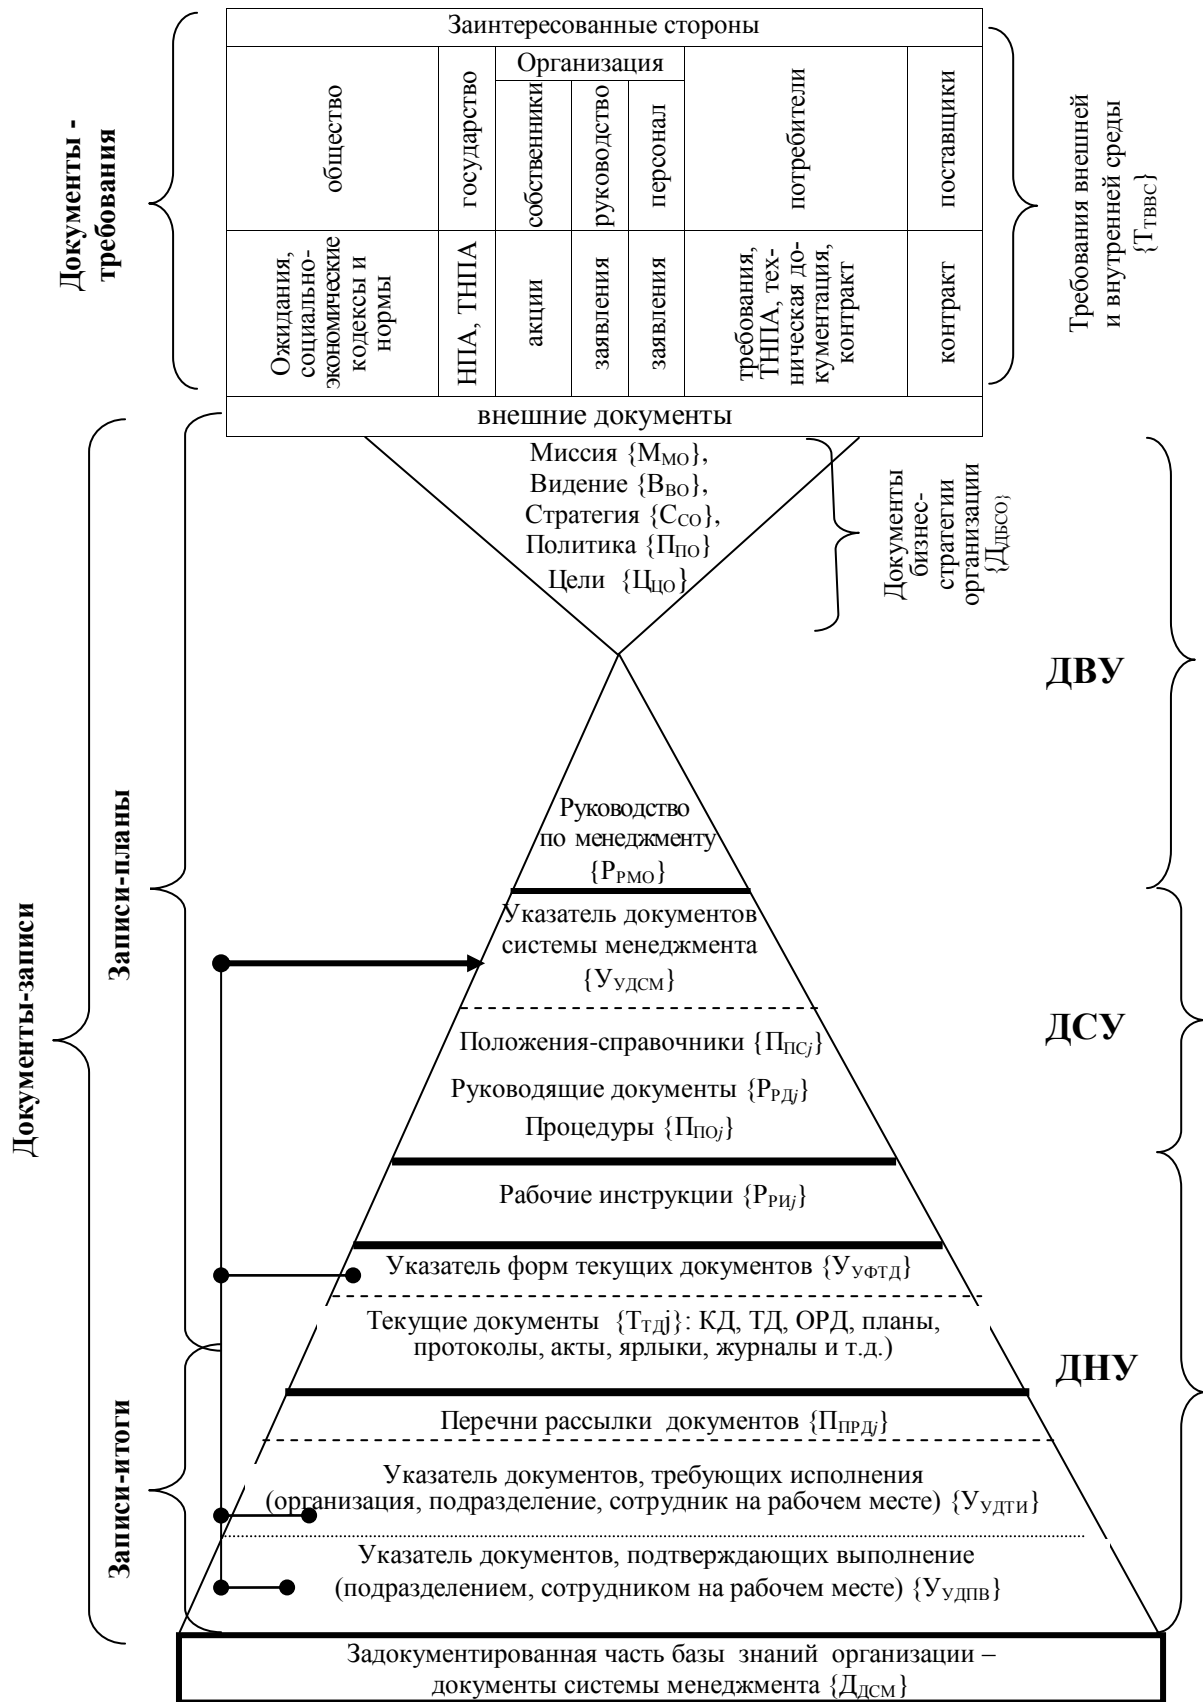 Заинтересованные стороны
Организация
общество
государство
собственники
руководство
персонал
потребители
поставщики
Ожидания,
социально-
экономические
кодексы и
нормы
НПА, ТНПА
акции
заявления
заявления
требования,
ТНПА, тех-
ническая до-
кументация,
контракт
контракт
внешние документы
Документы -
требования
Требования внешней
и внутренней среды
{ТТВВС}
Миссия {ММО},
Видение {ВВО},
Стратегия {ССО},
Политика {ППО}
Цели {ЦЦО}
Документы
бизнес-
стратегии
организации
{ДДБСО}
ДВУ
Руководство
по менеджменту
{РРМО}
Указатель документов
системы менеджмента
{УУДСМ}
Положения-справочники {ППСj}
Руководящие документы {РРДj}
Процедуры {ППОj}
ДСУ
Рабочие инструкции {РРИj}
Указатель форм текущих документов {УУФТД}
Текущие документы {ТТДj}: КД, ТД, ОРД, планы,
протоколы, акты, ярлыки, журналы и т.д.)
ДНУ
Перечни рассылки документов {ППРДj}
Указатель документов, требующих исполнения
(организация, подразделение, сотрудник на рабочем месте) {УУДТИ}
Указатель документов, подтверждающих выполнение
(подразделением, сотрудником на рабочем месте) {УУДПВ}
Задокументированная часть базы знаний организации –
документы системы менеджмента {ДДСМ}
Документы-записи
Записи-планы
Записи-итоги